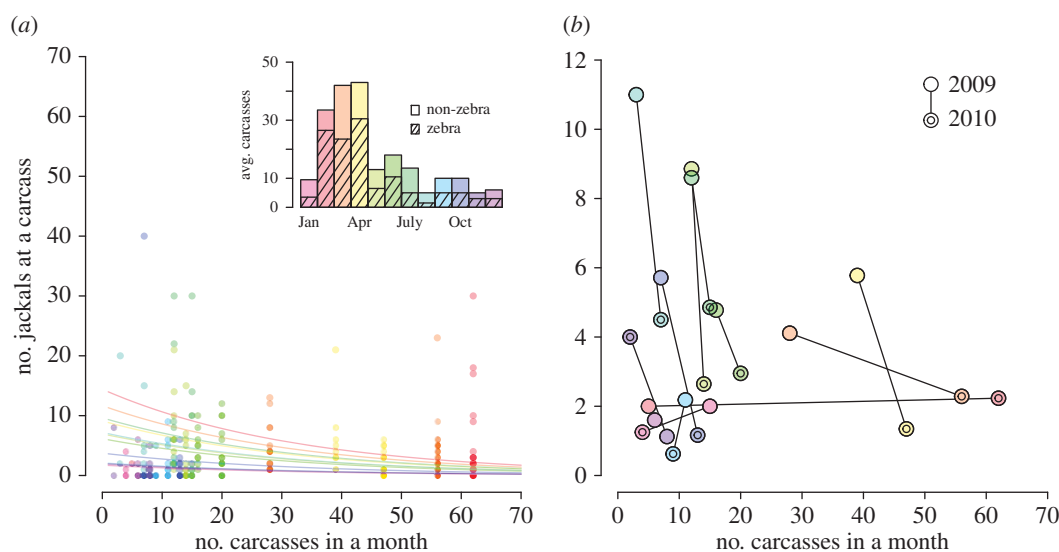 (a)
70
60
50
40
30
20
10
0
no. jackals at a carcass
0 10 20 30 40 50 60 70
no. carcasses in a month
50
30
10
0
avg. carcasses
non-zebra
zebra
Jan Apr July Oct
(b)
12
10
8
6
4
2
0
2009
2010
0 10 20 30 40 50 60 70
no. carcasses in a month